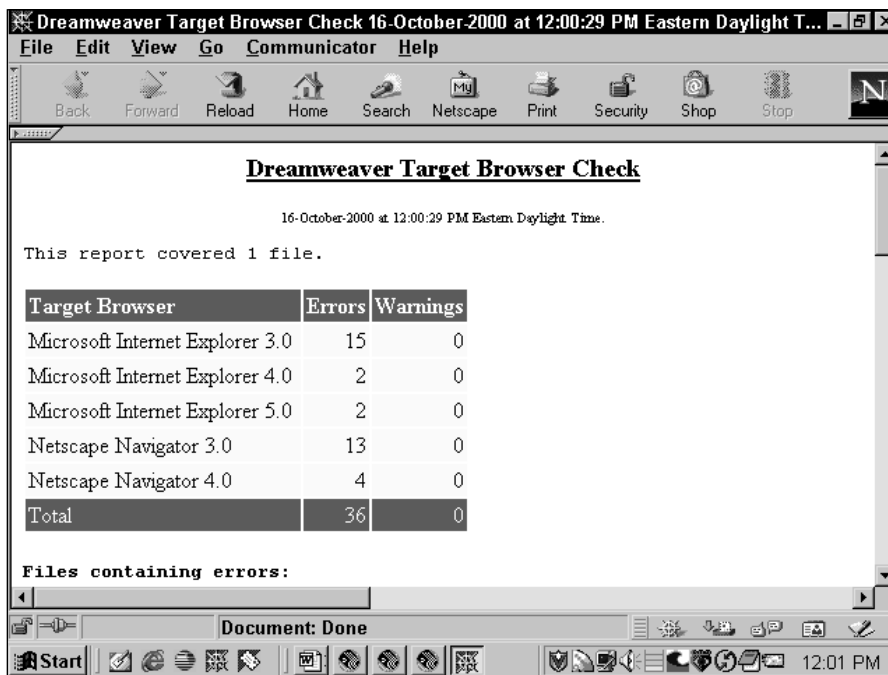 Dreamweaver Target Browser Check 16-October-2000 at 12:00:29 PM Eastern Daylight T...
File Edit View Go Communicator Help
My
N
Back Forward Reload Home Search Netscape Print Security Shop Stop
Dreamweaver Target Browser Check
16-October-2000 at 12:00:29 PM Eastern Daylight Time.
This report covered 1 file.
Target Browser Errors Warnings
Microsoft Internet Explorer 3.0 15 0
Microsoft Internet Explorer 4.0 2 0
Microsoft Internet Explorer 5.0 2 0
Netscape Navigator 3.0 13 0
Netscape Navigator 4.0 4 0
Total 36 0
Files containing errors:
Document: Done
Start 12:01 PM